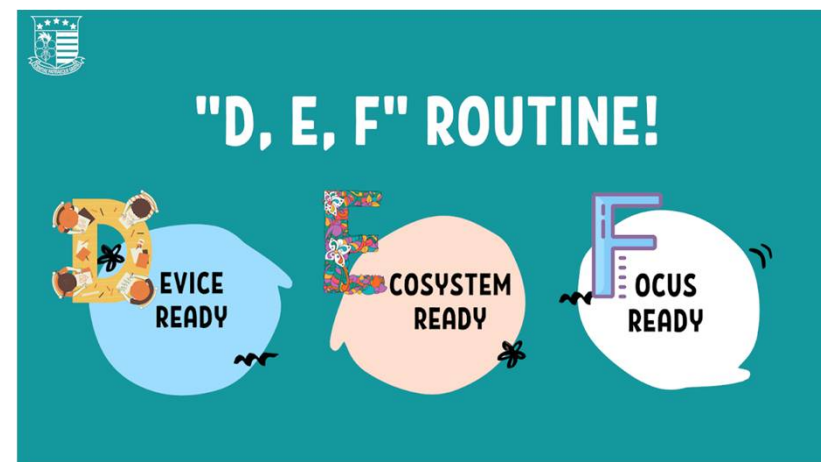 "D, E, F" ROUTINE!
DEVICE
READY
ECOSYSTEM
READY
FOCUS
READY